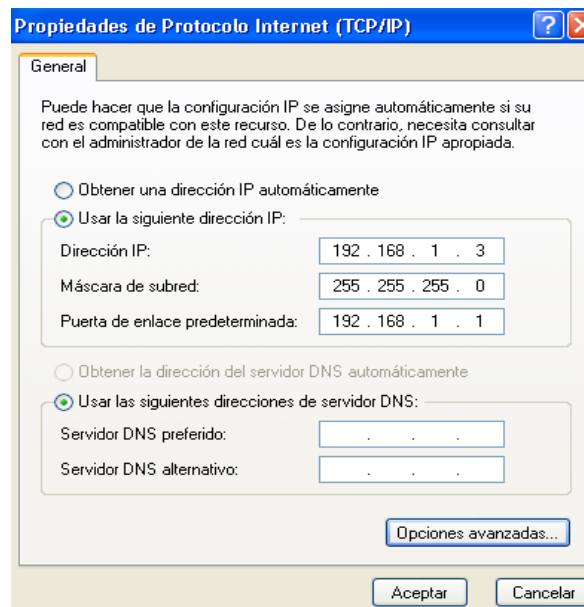 Propiedades de Protocolo Internet (TCP/IP)
General
Puede hacer que la configuración IP se asigne automáticamente si su
red es compatible con este recurso. De lo contrario, necesita consultar
con el administrador de la red cuál es la configuración IP apropiada.
Obtener una dirección IP automáticamente
Usar la siguiente dirección IP:
Dirección IP: 192 . 168 . 1 . 3
Máscara de subred: 255 . 255 . 255 . 0
Puerta de enlace predeterminada: 192 . 168 . 1 . 1
Obtener la dirección del servidor DNS automáticamente
Usar las siguientes direcciones de servidor DNS:
Servidor DNS preferido: . . .
Servidor DNS alternativo: . . .
Opciones avanzadas...
Aceptar Cancelar